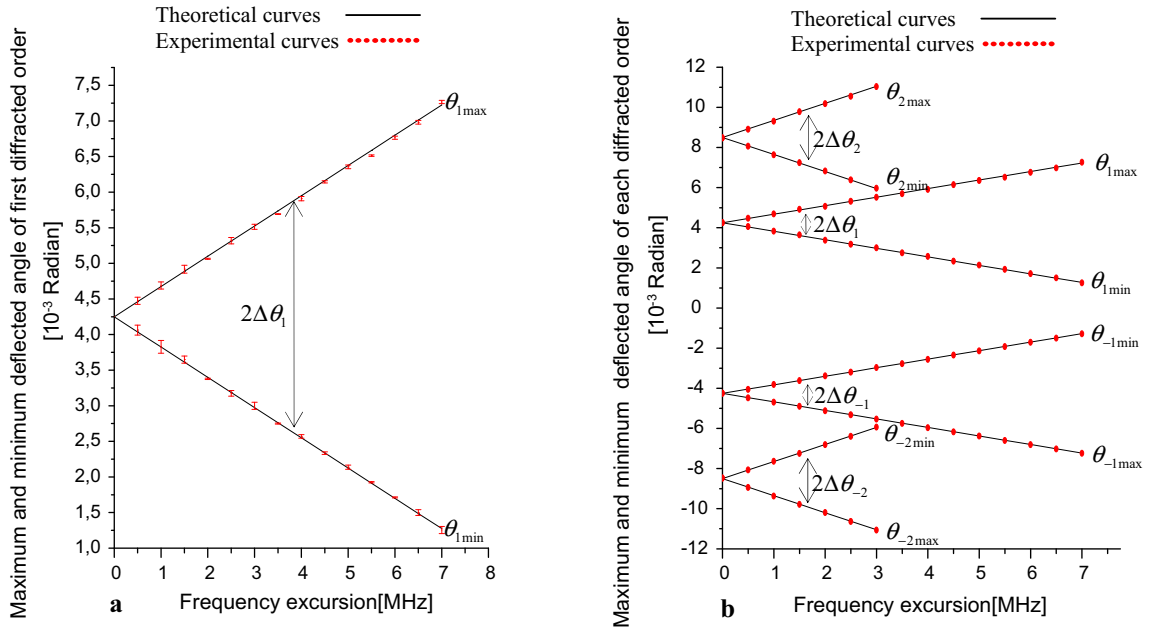 Theoretical curves
Experimental curves
Maximum and minimum deflected angle of first diffracted order
[10⁻³ Radian]
7,5
7,0
6,5
6,0
5,5
5,0
4,5
4,0
3,5
3,0
2,5
2,0
1,5
1,0
θ1max
2Δθ1
θ1min
0 1 2 3 4 5 6 7 8
a Frequency excursion[MHz]
Theoretical curves
Experimental curves
Maximum and minimum deflected angle of each diffracted order
[10⁻³ Radian]
12
10
8
6
4
2
0
-2
-4
-6
-8
-10
-12
θ2max
2Δθ2
θ2min
θ1max
2Δθ1
θ1min
θ-1min
2Δθ-1
θ-2min
θ-1max
2Δθ-2
θ-2max
0 1 2 3 4 5 6 7
b Frequency excursion[MHz]